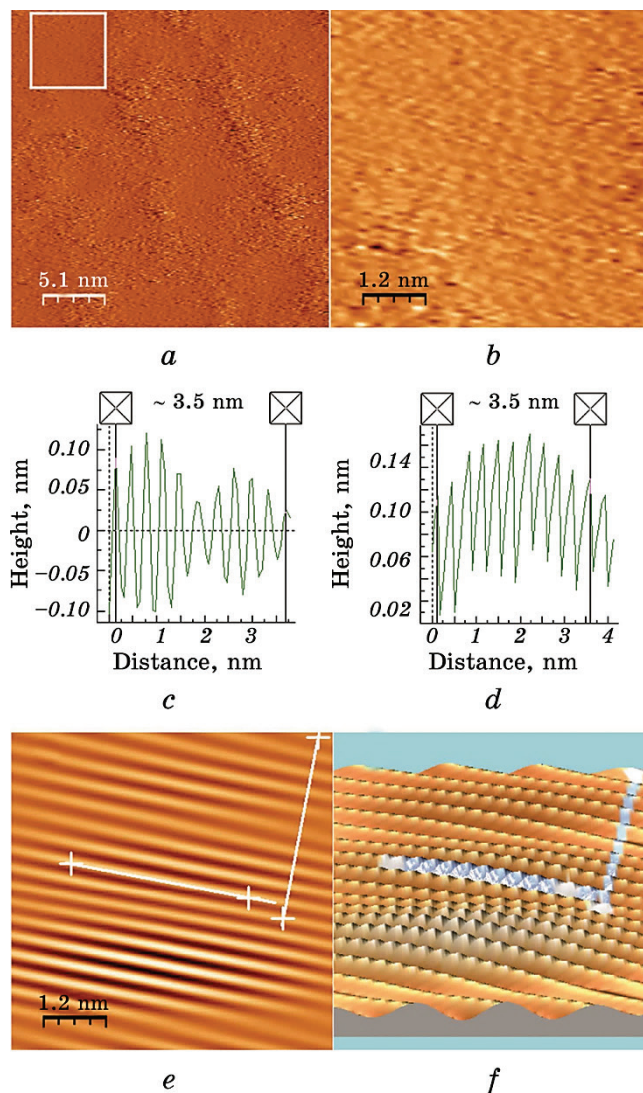 5.1 nm
1.2 nm
a
b
~ 3.5 nm
~ 3.5 nm
Height, nm
0.10
0.05
0
−0.05
−0.10
0
1
2
3
Distance, nm
Height, nm
0.14
0.10
0.06
0.02
0
1
2
3
4
Distance, nm
c
d
1.2 nm
e
f